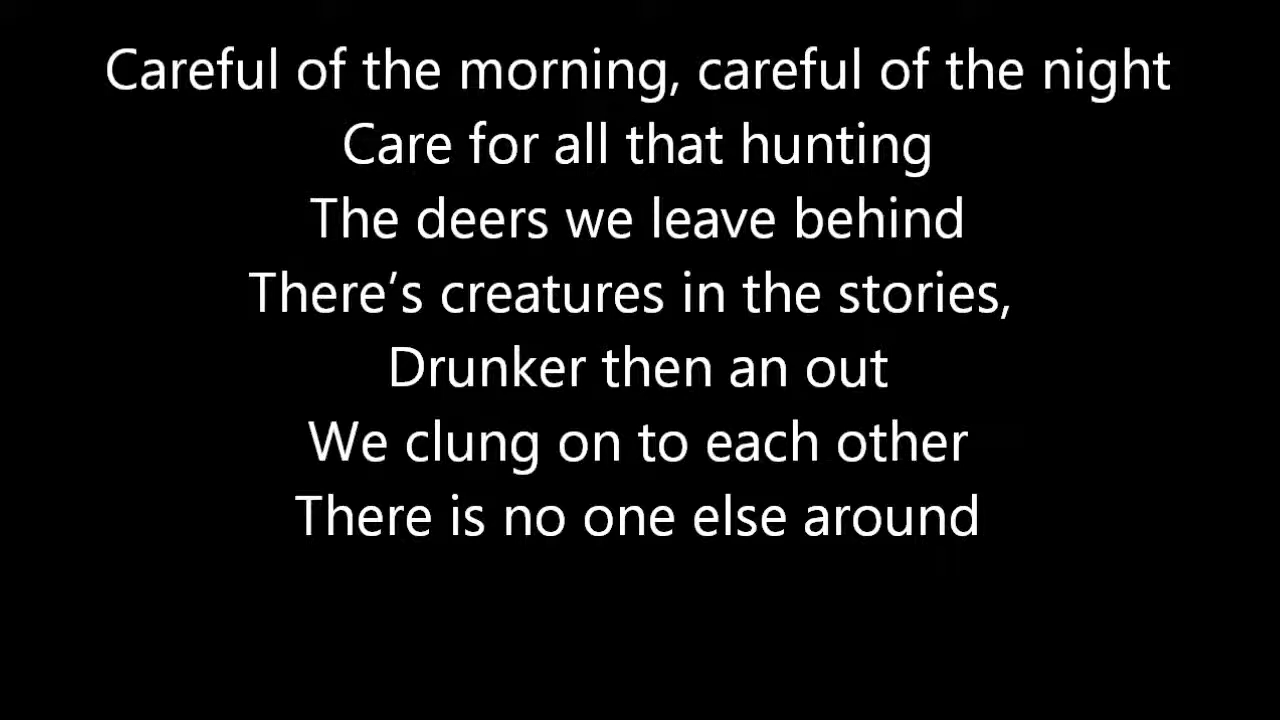 Careful of the morning, careful of the night
Care for all that hunting
The deers we leave behind
There’s creatures in the stories,
Drunker then an out
We clung on to each other
There is no one else around